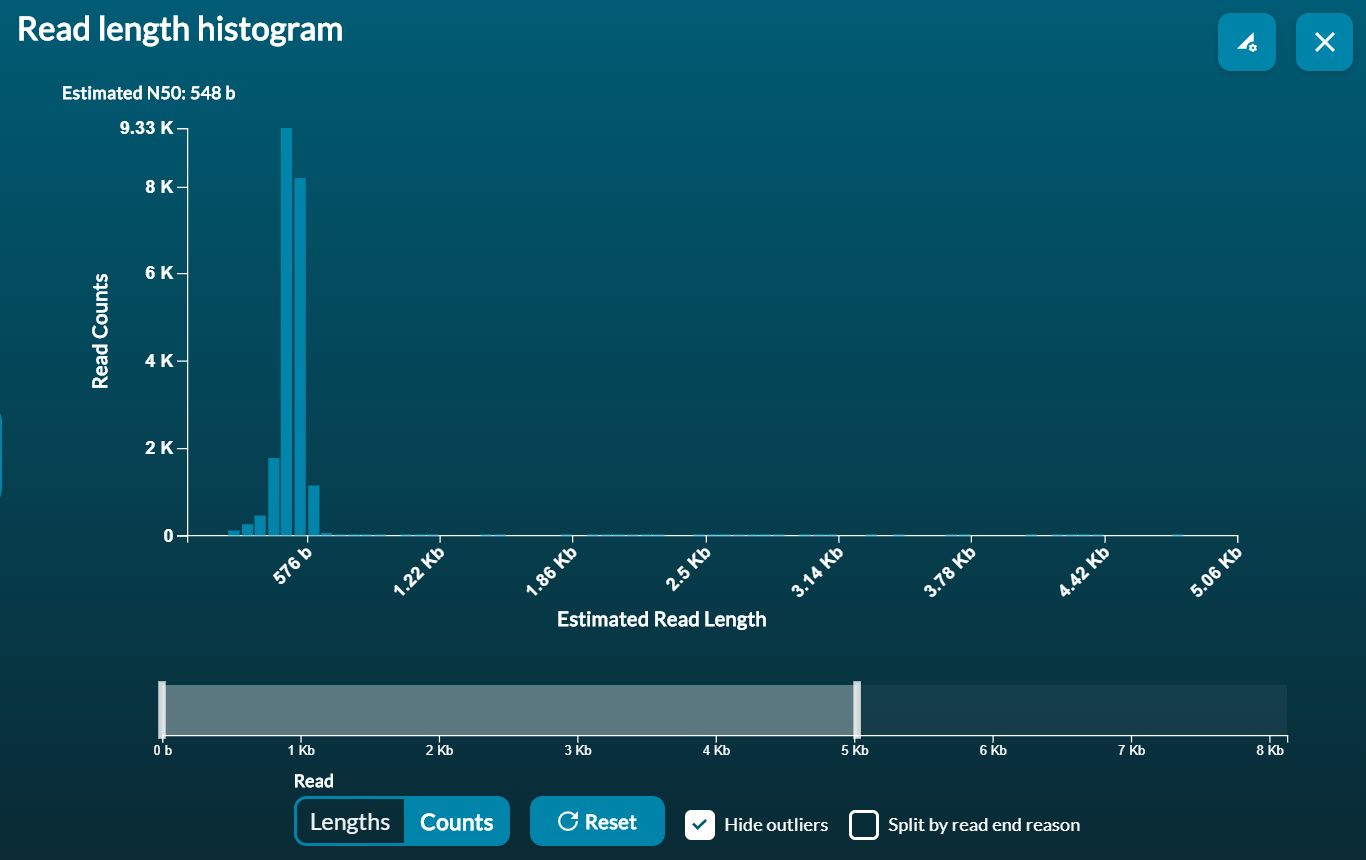 Read length histogram
Estimated N50: 548 b
9.33 K
8 K
6 K
4 K
2 K
0
Read Counts
576 b
1.22 Kb
1.86 Kb
2.5 Kb
3.14 Kb
3.78 Kb
4.42 Kb
5.06 Kb
Estimated Read Length
0 b
1 Kb
2 Kb
3 Kb
4 Kb
5 Kb
6 Kb
7 Kb
8 Kb
Read
Lengths
Counts
Reset
Hide outliers
Split by read end reason